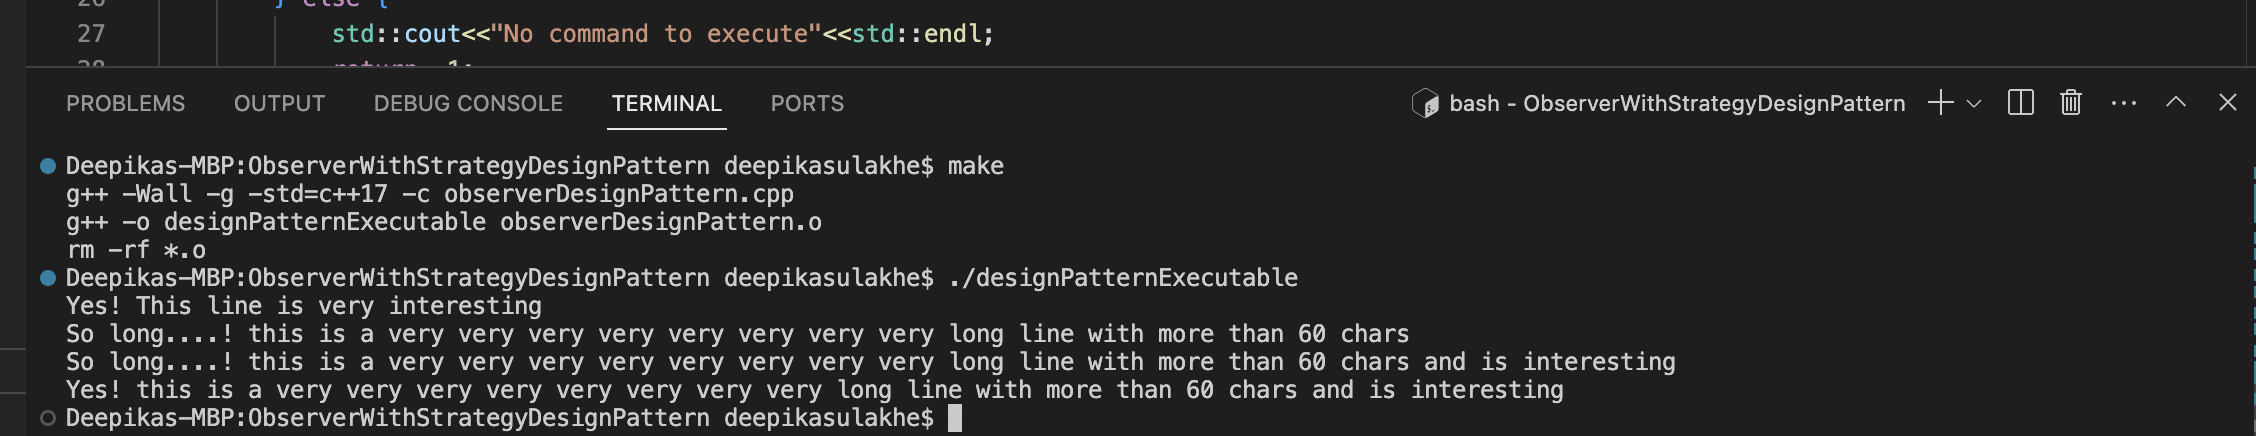 26 } else {
27 std::cout<<"No command to execute"<<std::endl;
28 return -1;
PROBLEMS OUTPUT DEBUG CONSOLE TERMINAL PORTS bash - ObserverWithStrategyDesignPattern
Deepikas-MBP:ObserverWithStrategyDesignPattern deepikasulakhe$ make
g++ -Wall -g -std=c++17 -c observerDesignPattern.cpp
g++ -o designPatternExecutable observerDesignPattern.o
rm -rf *.o
Deepikas-MBP:ObserverWithStrategyDesignPattern deepikasulakhe$ ./designPatternExecutable
Yes! This line is very interesting
So long....! this is a very very very very very very very very long line with more than 60 chars
So long....! this is a very very very very very very very very long line with more than 60 chars and is interesting
Yes! this is a very very very very very very very very long line with more than 60 chars and is interesting
Deepikas-MBP:ObserverWithStrategyDesignPattern deepikasulakhe$